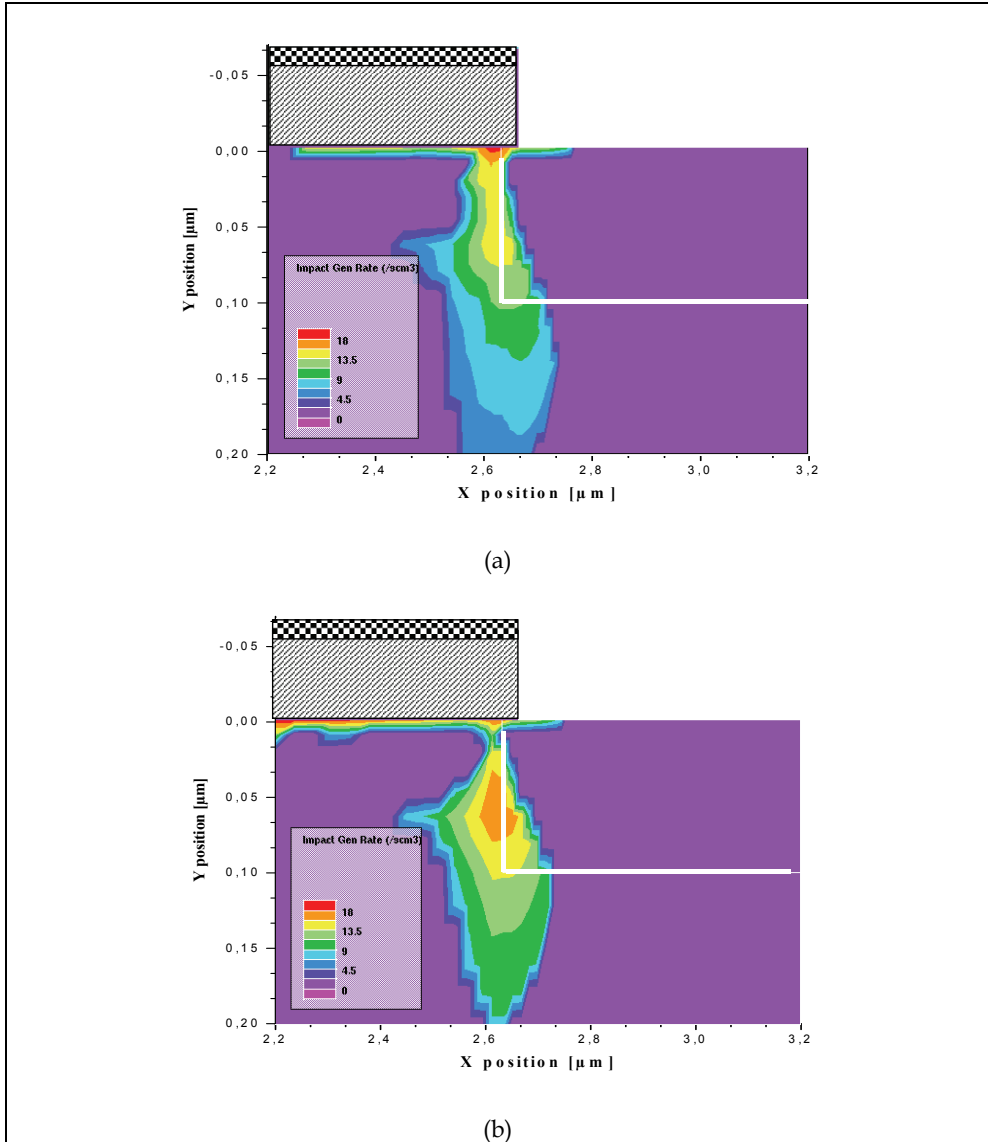 -0,05
0,00
0,05
0,10
0,15
0,20
Y position [µm]
Impact Gen Rate (/scm3)
18
13.5
9
4.5
0
2,2 2,4 2,6 2,8 3,0 3,2
X position [µm]
(a)
-0,05
0,00
0,05
0,10
0,15
0,20
Y position [µm]
Impact Gen Rate (/scm3)
18
13.5
9
4.5
0
2,2 2,4 2,6 2,8 3,0 3,2
X position [µm]
(b)